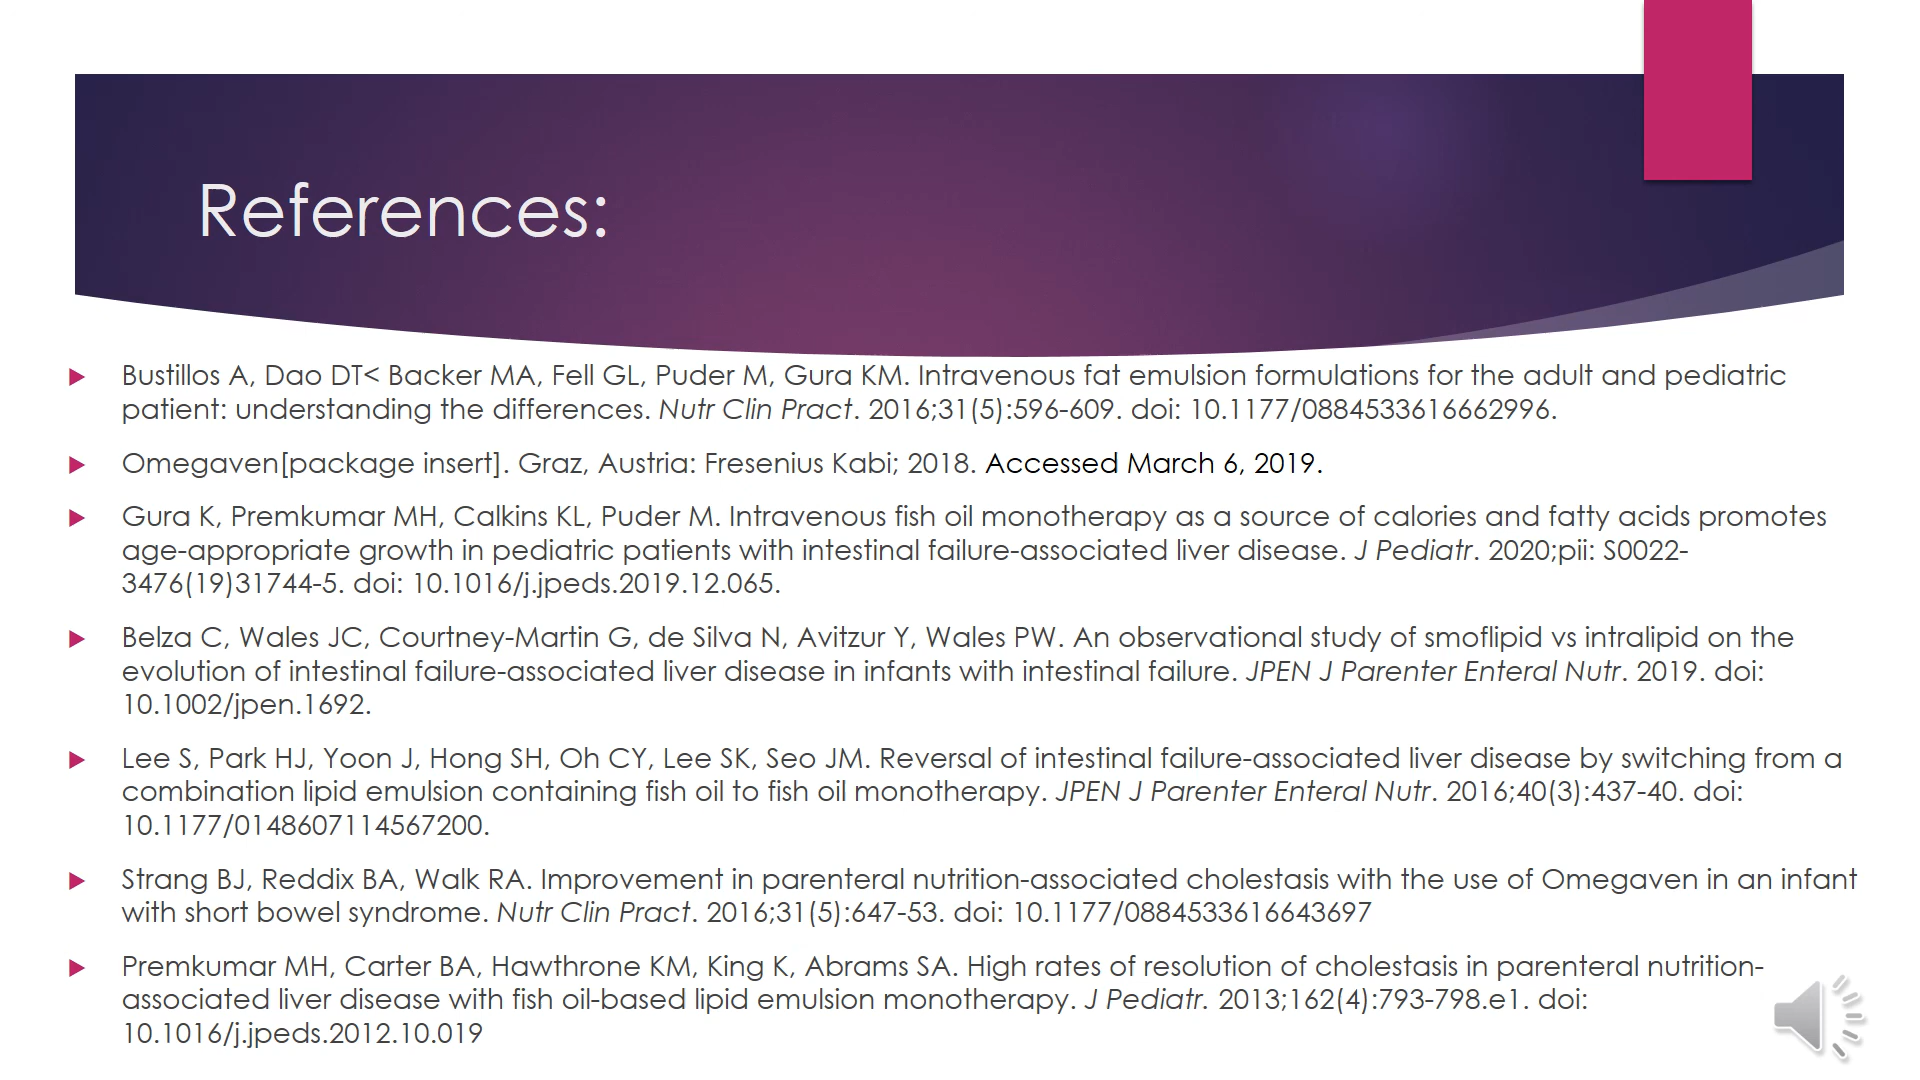 References:
Bustillos A, Dao DT< Backer MA, Fell GL, Puder M, Gura KM. Intravenous fat emulsion formulations for the adult and pediatric
patient: understanding the differences. Nutr Clin Pract. 2016;31(5):596-609. doi: 10.1177/0884533616662996.
Omegaven[package insert]. Graz, Austria: Fresenius Kabi; 2018. Accessed March 6, 2019.
Gura K, Premkumar MH, Calkins KL, Puder M. Intravenous fish oil monotherapy as a source of calories and fatty acids promotes
age-appropriate growth in pediatric patients with intestinal failure-associated liver disease. J Pediatr. 2020;pii: S0022-
3476(19)31744-5. doi: 10.1016/j.jpeds.2019.12.065.
Belza C, Wales JC, Courtney-Martin G, de Silva N, Avitzur Y, Wales PW. An observational study of smoflipid vs intralipid on the
evolution of intestinal failure-associated liver disease in infants with intestinal failure. JPEN J Parenter Enteral Nutr. 2019. doi:
10.1002/jpen.1692.
Lee S, Park HJ, Yoon J, Hong SH, Oh CY, Lee SK, Seo JM. Reversal of intestinal failure-associated liver disease by switching from a
combination lipid emulsion containing fish oil to fish oil monotherapy. JPEN J Parenter Enteral Nutr. 2016;40(3):437-40. doi:
10.1177/0148607114567200.
Strang BJ, Reddix BA, Walk RA. Improvement in parenteral nutrition-associated cholestasis with the use of Omegaven in an infant
with short bowel syndrome. Nutr Clin Pract. 2016;31(5):647-53. doi: 10.1177/0884533616643697
Premkumar MH, Carter BA, Hawthrone KM, King K, Abrams SA. High rates of resolution of cholestasis in parenteral nutrition-
associated liver disease with fish oil-based lipid emulsion monotherapy. J Pediatr. 2013;162(4):793-798.e1. doi:
10.1016/j.jpeds.2012.10.019